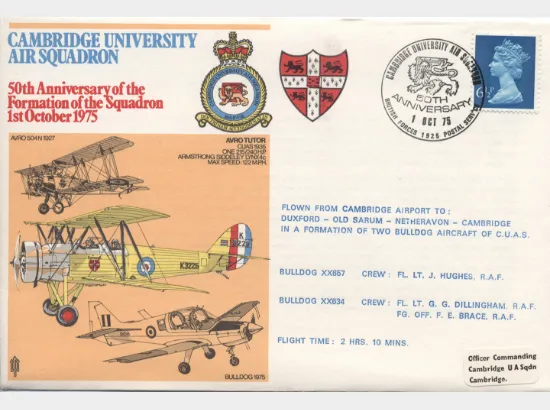 CAMBRIDGE UNIVERSITY
AIR SQUADRON
50th Anniversary of the
Formation of the Squadron
1st October 1975
CAMBRIDGE UNIVERSITY AIR SQUADRON
50TH
ANNIVERSARY
1 OCT 75
BRITISH FORCES 1525 POSTAL SERVICE
6½P
AVRO 504N 1927
AVRO TUTOR
CUAS 1935
ONE 215/240 H.P.
ARMSTRONG SIDDELEY LYNX 4c
MAX SPEED: 122 M.P.H.
K3225
BULLDOG 1975
FLOWN FROM CAMBRIDGE AIRPORT TO :
DUXFORD - OLD SARUM - NETHERAVON - CAMBRIDGE
IN A FORMATION OF TWO BULLDOG AIRCRAFT OF C.U.A.S.
BULLDOG XX657 CREW : FL. LT. J. HUGHES, R.A.F.
BULLDOG XX634 CREW : FL. LT. G. G. DILLINGHAM, R.A.F.
FG. OFF. F. E. BRACE, R.A.F.
FLIGHT TIME : 2 HRS. 10 MINS.
Officer Commanding
Cambridge U A Sqdn
Cambridge.